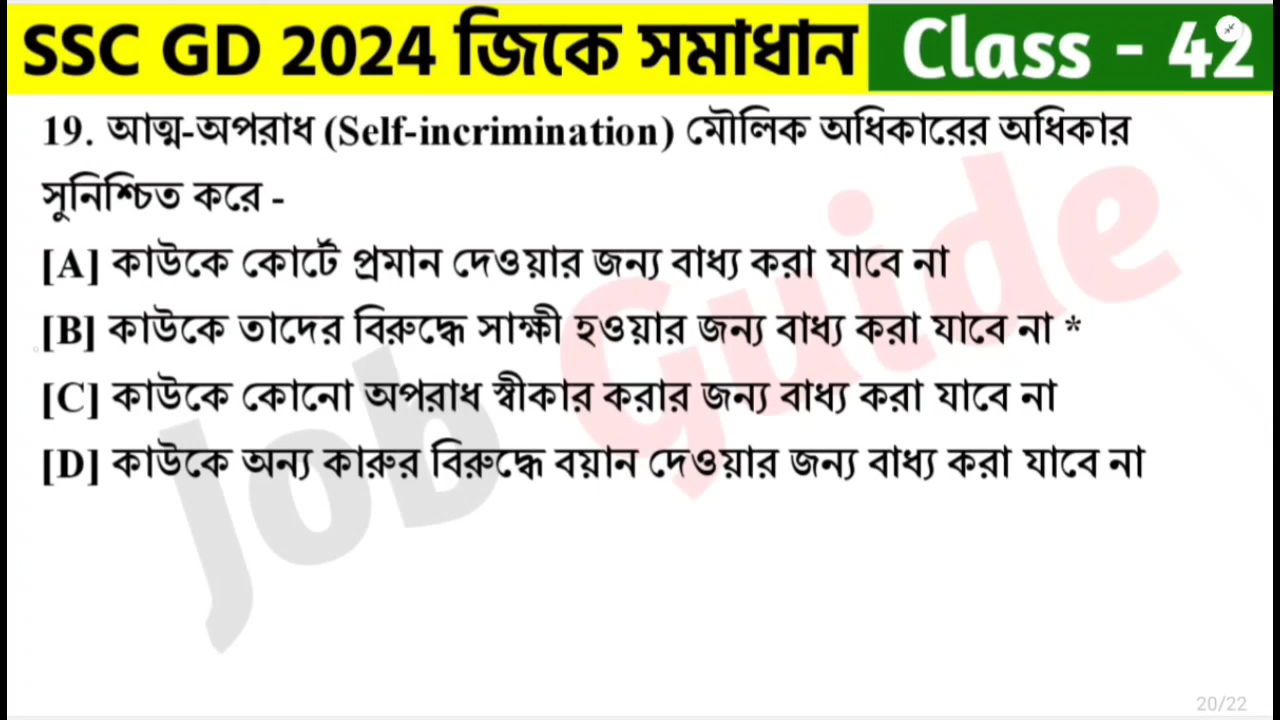 SSC GD 2024 জিকে সমাধান Class - 42
19. আত্ম-অপরাধ (Self-incrimination) মৌলিক অধিকারের অধিকার
সুনিশ্চিত করে -
[A] কাউকে কোর্টে প্রমান দেওয়ার জন্য বাধ্য করা যাবে না
[B] কাউকে তাদের বিরুদ্ধে সাক্ষী হওয়ার জন্য বাধ্য করা যাবে না *
[C] কাউকে কোনো অপরাধ স্বীকার করার জন্য বাধ্য করা যাবে না
[D] কাউকে অন্য কারুর বিরুদ্ধে বয়ান দেওয়ার জন্য বাধ্য করা যাবে না
Job Guide
20/22